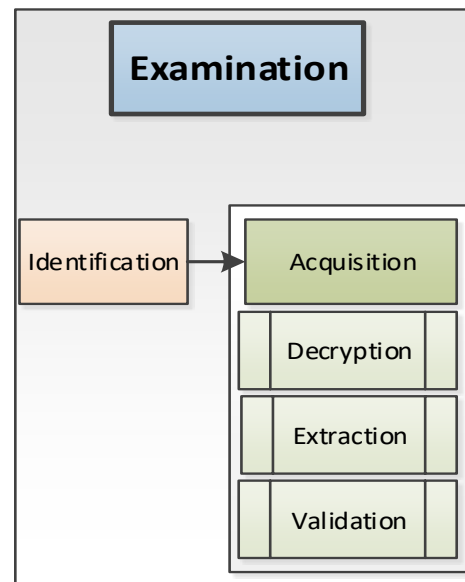 Examination
Identification
Acquisition
Decryption
Extraction
Validation